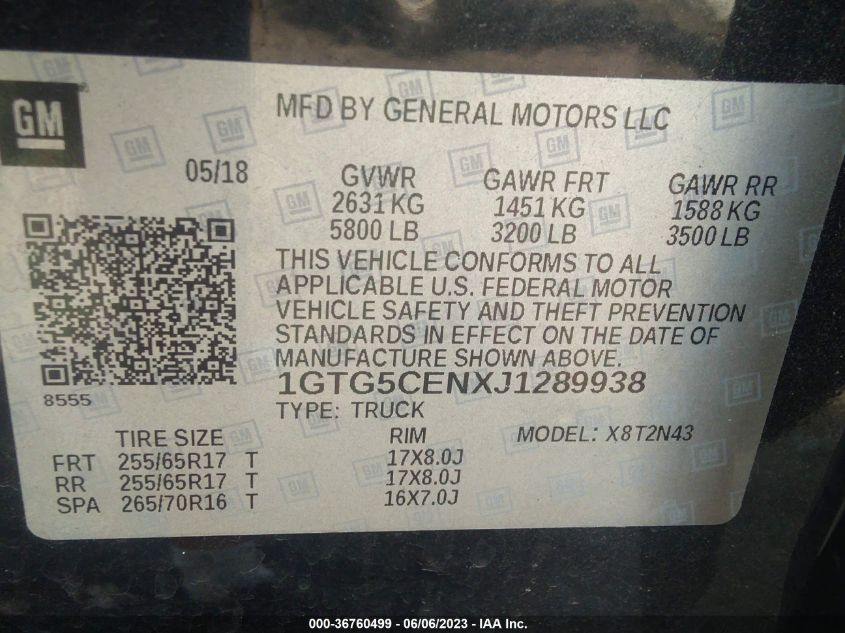 GM
MFD BY GENERAL MOTORS LLC
05/18
GVWR GAWR FRT GAWR RR
2631 KG 1451 KG 1588 KG
5800 LB 3200 LB 3500 LB
THIS VEHICLE CONFORMS TO ALL
APPLICABLE U.S. FEDERAL MOTOR
VEHICLE SAFETY AND THEFT PREVENTION
STANDARDS IN EFFECT ON THE DATE OF
MANUFACTURE SHOWN ABOVE.
8555
1GTG5CENXJ1289938
TYPE: TRUCK
TIRE SIZE RIM MODEL: X8T2N43
FRT 255/65R17 T 17X8.0J
RR 255/65R17 T 17X8.0J
SPA 265/70R16 T 16X7.0J
000-36760499 - 06/06/2023 - IAA Inc.